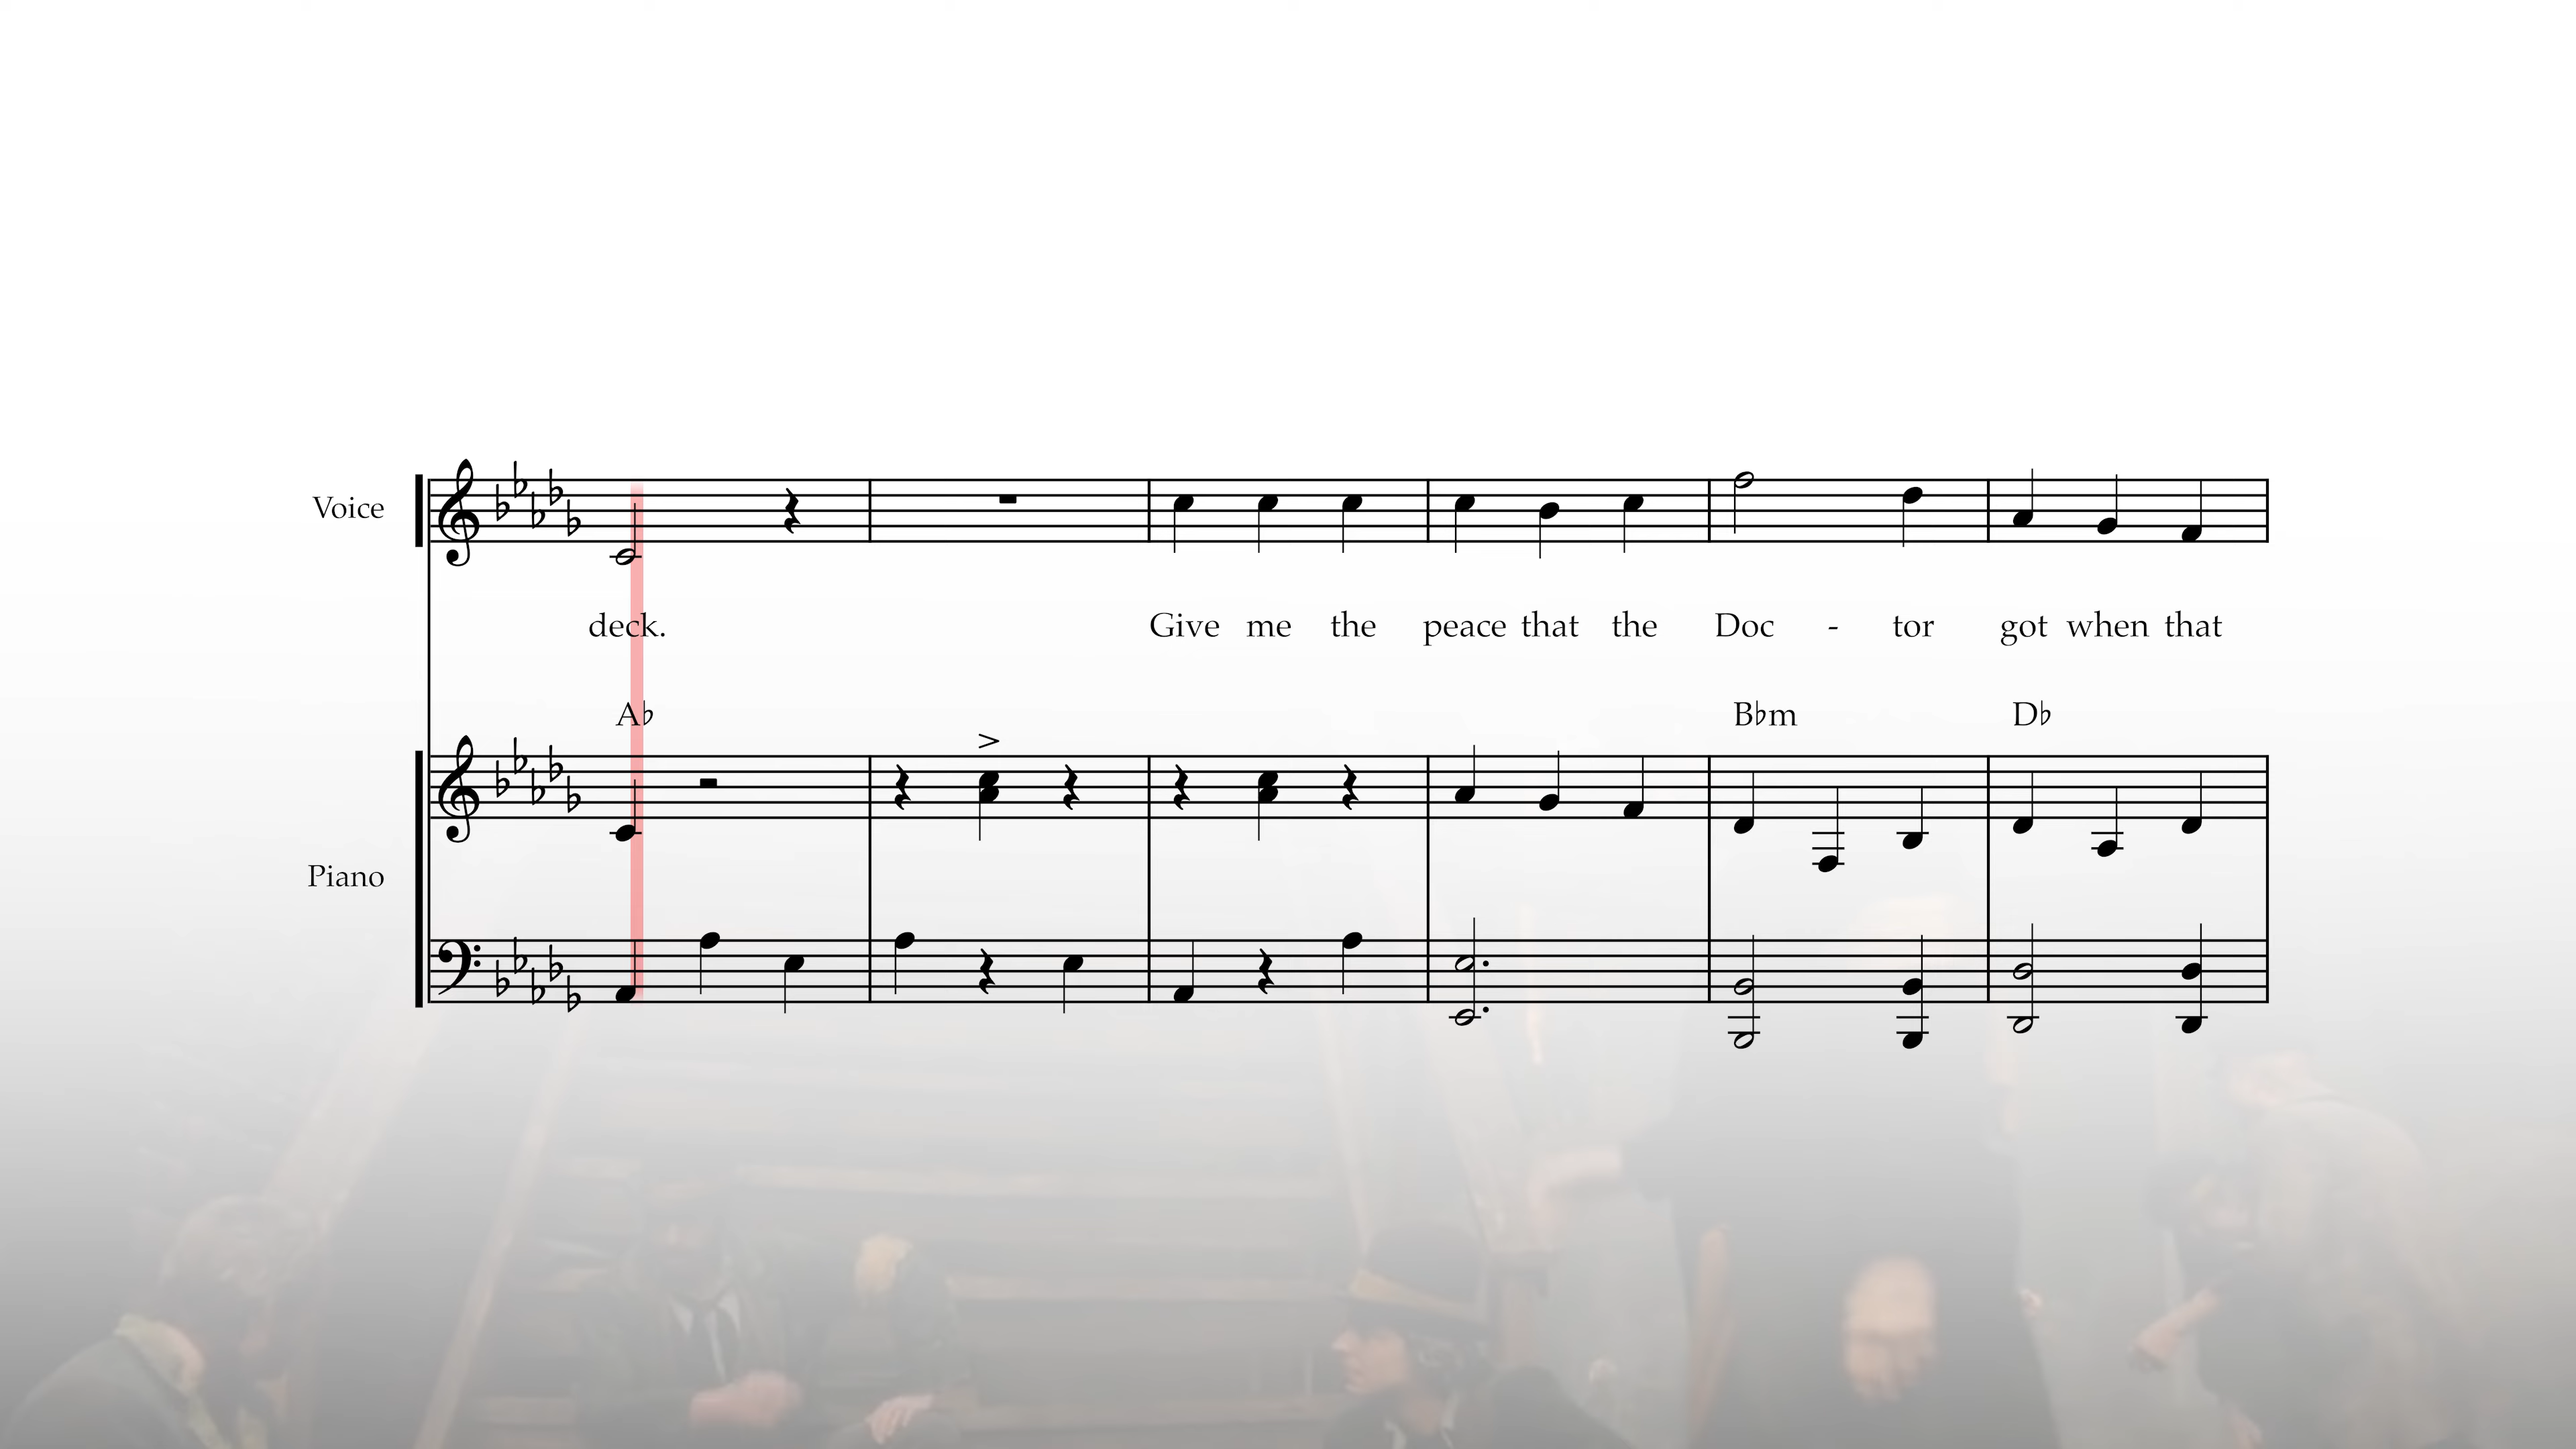 Voice
deck. Give me the peace that the Doc - tor got when that
A♭ B♭m D♭
Piano